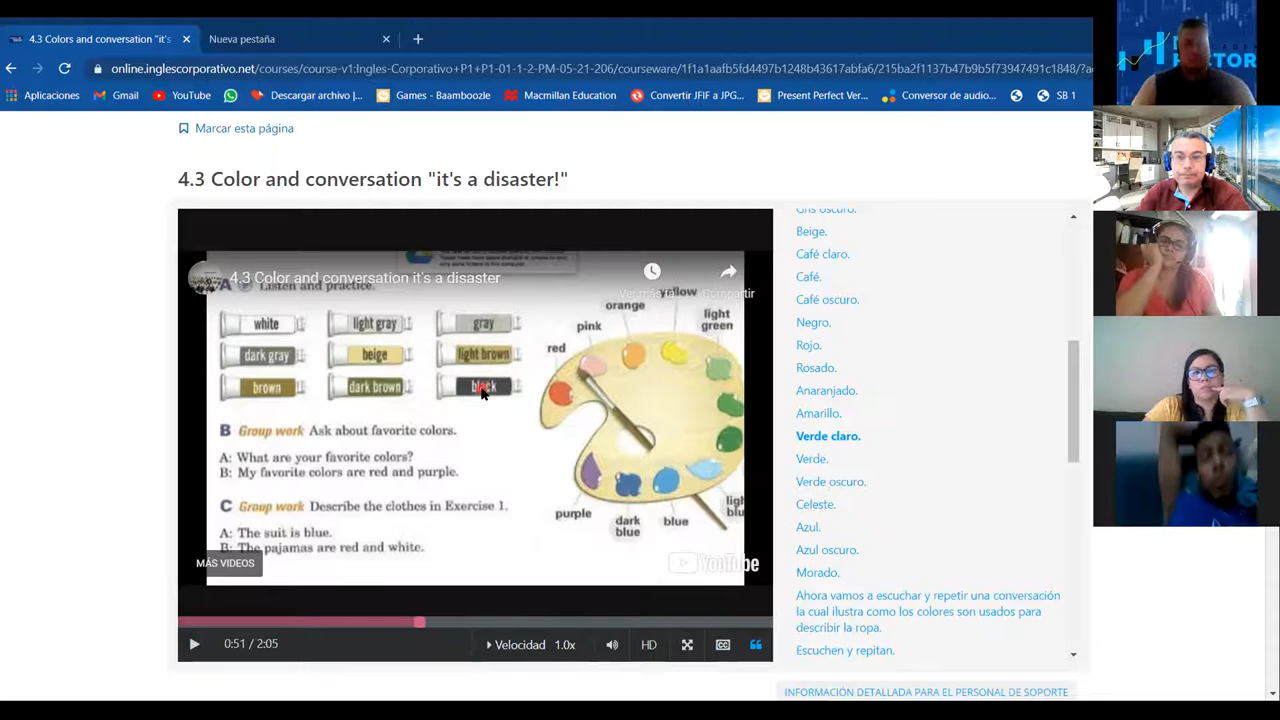 4.3 Colors and conversation "it's
Nueva pestaña
online.inglescorporativo.net/courses/course-v1:Ingles-Corporativo+P1+P1-01-1-2-PM-05-21-206/courseware/1f1a1aafb5fd4497b1248b43617abfa6/215ba2f1137b47b9b5f73947491c1848/?ac
Aplicaciones
Gmail
YouTube
Descargar archivo |...
Games - Baamboozle
Macmillan Education
Convertir JFIF a JPG...
Present Perfect Ver...
Conversor de audio...
SB 1
Marcar esta página
4.3 Color and conversation "it's a disaster!"
4.3 Color and conversation it's a disaster
A
Listen and practice.
Compartir
white
light gray
gray
dark gray
beige
light brown
brown
dark brown
black
red
pink
orange
yellow
light green
purple
dark blue
blue
B Group work Ask about favorite colors.
A: What are your favorite colors?
B: My favorite colors are red and purple.
C Group work Describe the clothes in Exercise 1.
A: The suit is blue.
B: The pajamas are red and white.
MÁS VIDEOS
YouTube
0:51 / 2:05
Velocidad 1.0x
HD
CC
Gris oscuro.
Beige.
Café claro.
Café.
Café oscuro.
Negro.
Rojo.
Rosado.
Anaranjado.
Amarillo.
Verde claro.
Verde.
Verde oscuro.
Celeste.
Azul.
Azul oscuro.
Morado.
Ahora vamos a escuchar y repetir una conversación
la cual ilustra como los colores son usados para
describir la ropa.
Escuchen y repitan.
INFORMACIÓN DETALLADA PARA EL PERSONAL DE SOPORTE